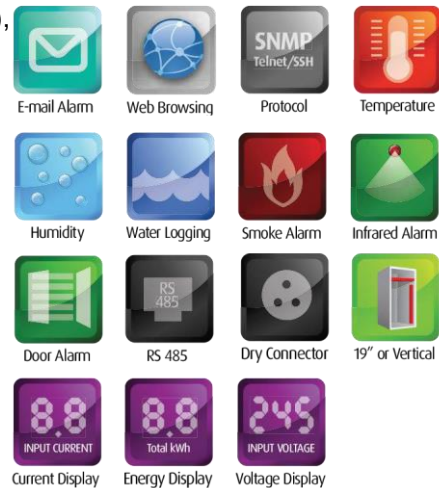 ),
SNMP
Telnet/SSH
E-mail Alarm Web Browsing Protocol Temperature
Humidity Water Logging Smoke Alarm Infrared Alarm
RS
485
Door Alarm RS 485 Dry Connector 19" or Vertical
8.8 8.8 245
INPUT CURRENT Total kWh INPUT VOLTAGE
Current Display Energy Display Voltage Display